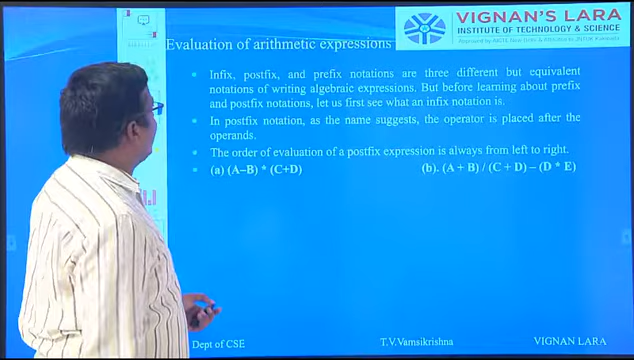 VIGNAN'S LARA
INSTITUTE OF TECHNOLOGY & SCIENCE
Evaluation of arithmetic expressions
Infix, postfix, and prefix notations are three different but equivalent
notations of writing algebraic expressions. But before learning about prefix
and postfix notations, let us first see what an infix notation is.
In postfix notation, as the name suggests, the operator is placed after the
operands.
The order of evaluation of a postfix expression is always from left to right.
(a) (A–B) * (C+D) (b). (A + B) / (C + D) – (D * E)
Dept of CSE T.V.Vamsikrishna VIGNAN LARA